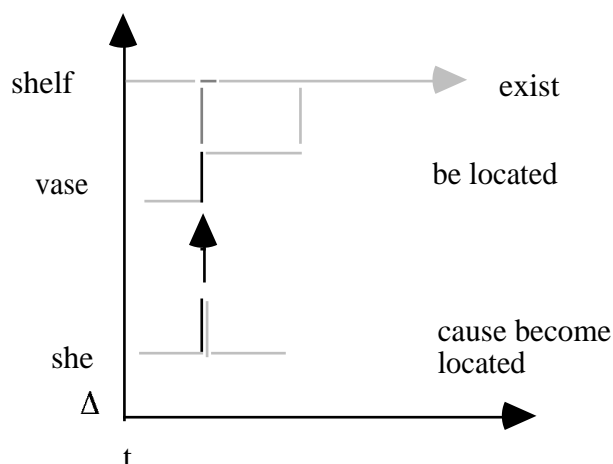 shelf
exist
vase
be located
she
cause become
located
Δ
t